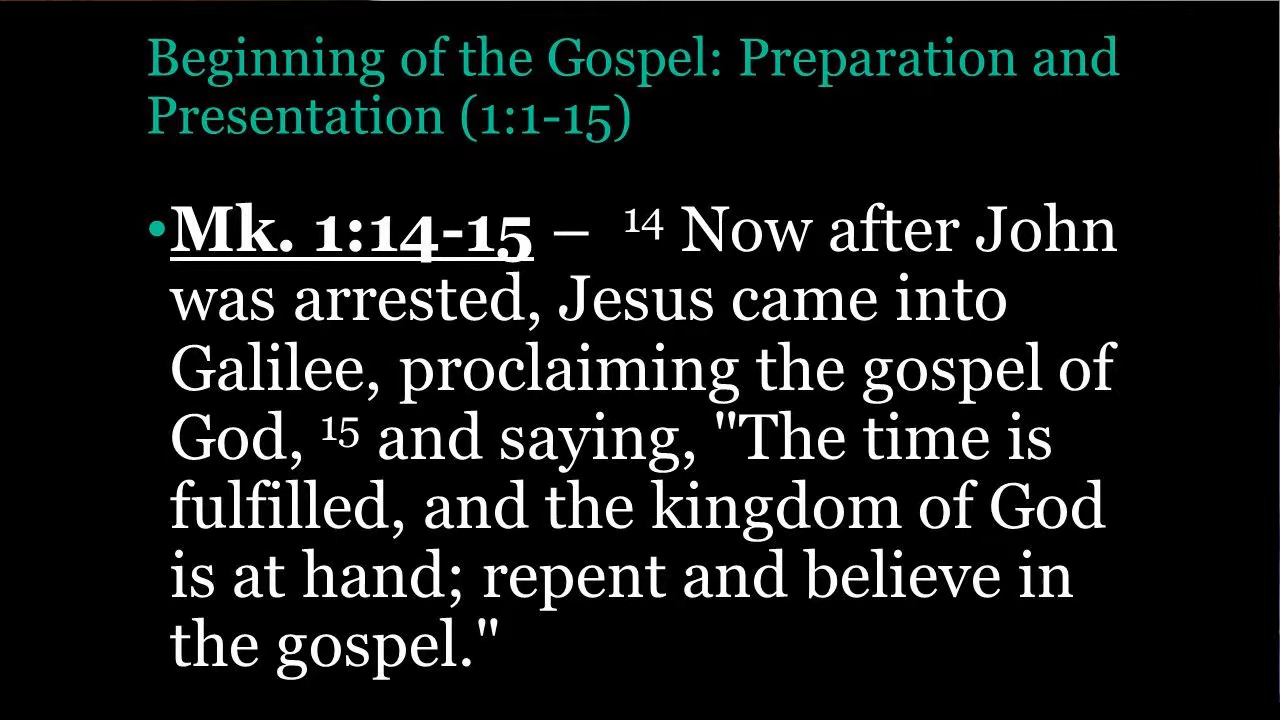 Beginning of the Gospel: Preparation and
Presentation (1:1-15)
•Mk. 1:14-15 – 14 Now after John
was arrested, Jesus came into
Galilee, proclaiming the gospel of
God, 15 and saying, "The time is
fulfilled, and the kingdom of God
is at hand; repent and believe in
the gospel."